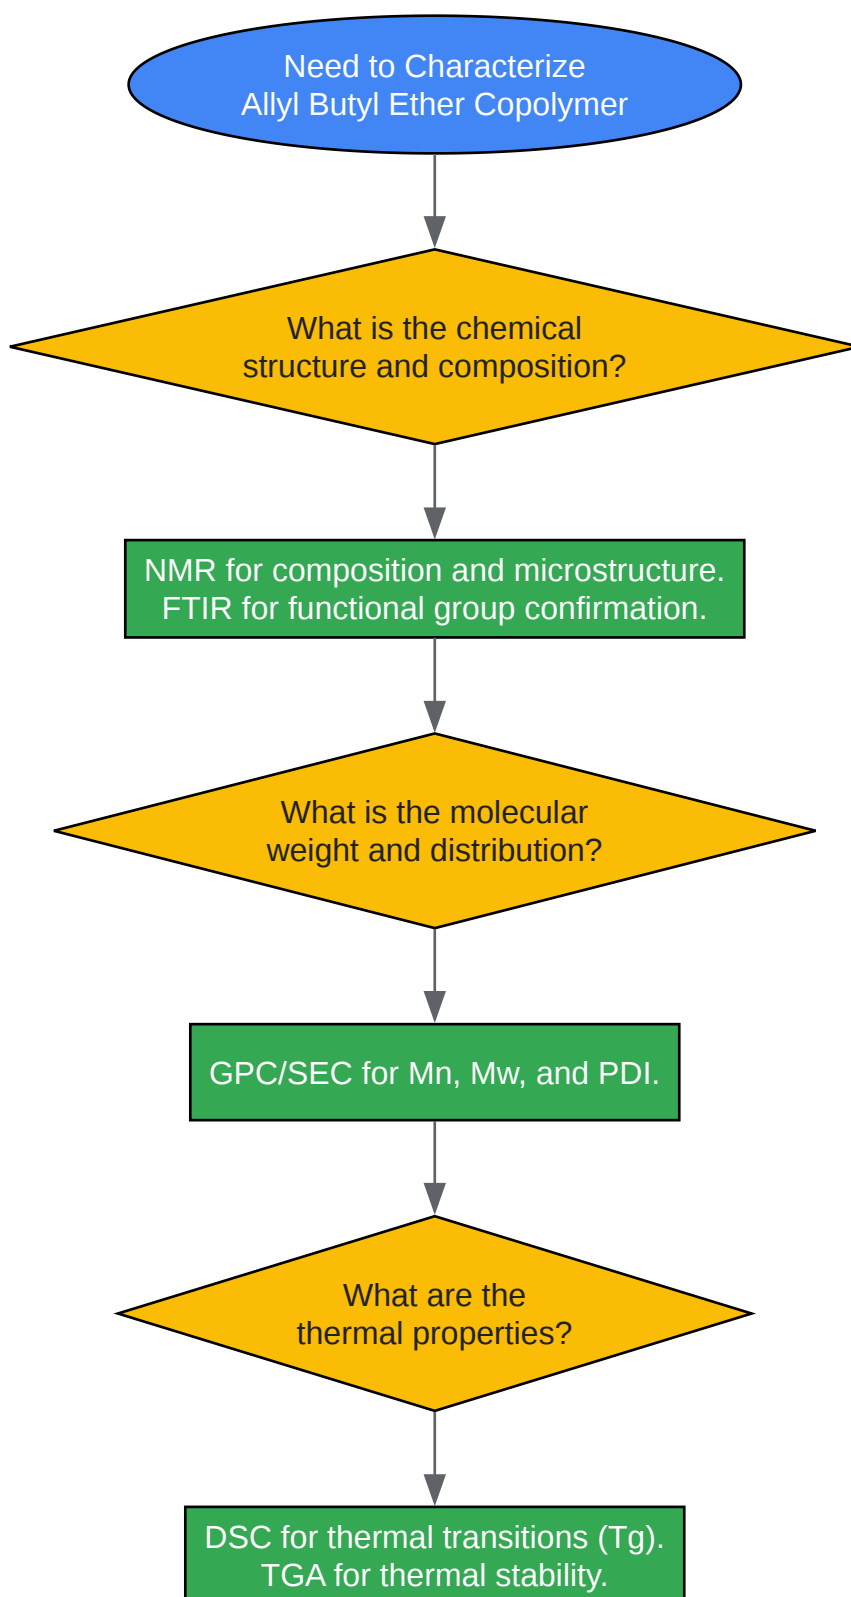 Need to Characterize
Allyl Butyl Ether Copolymer
What is the chemical
structure and composition?
NMR for composition and microstructure.
FTIR for functional group confirmation.
What is the molecular
weight and distribution?
GPC/SEC for Mn, Mw, and PDI.
What are the
thermal properties?
DSC for thermal transitions (Tg).
TGA for thermal stability.